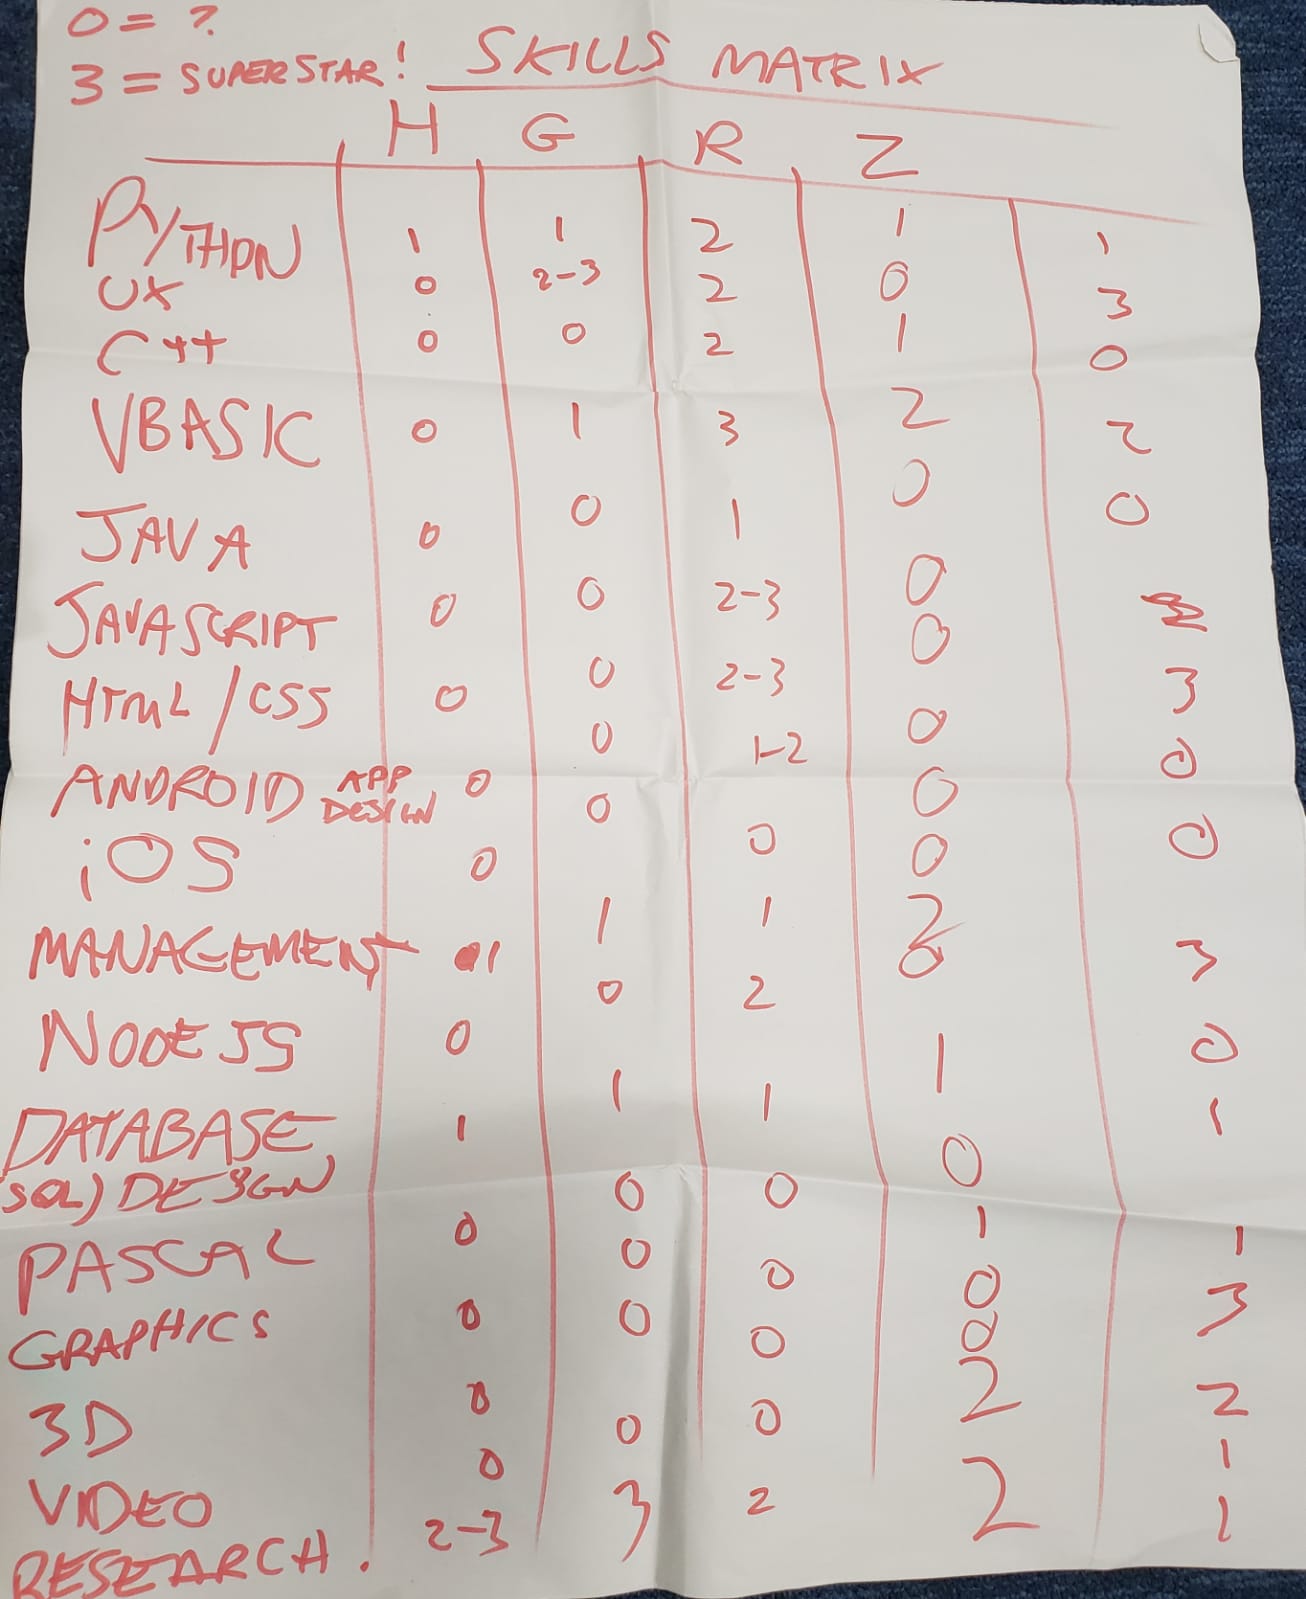 0 = ?
3 = SUPERSTAR! SKILLS MATRIX
H G R Z
PYTHON 1 1 2 1 1
UX 0 2-3 2 0 3
C++ 0 0 2 1 0
VBASIC 0 1 3 2 2
JAVA 0 0 1 0 0
JAVASCRIPT 0 0 2-3 0
HTML/CSS 0 0 2-3 0 3
ANDROID APP DESIGN 0 0 1-2 0 0
iOS 0 0 0 0 0
0
MANAGEMENT 1 1 1 2 3
NODEJS 0 0 2 0 0
DATABASE 1 1 1 1 1
(SQL) DESIGN
PASCAL 0 0 0 0 1
GRAPHICS 0 0 0 1 3
0
3D 0 0 0 0 2
VIDEO 0 0 0 2 1
RESEARCH. 2-3 3 2 2 1